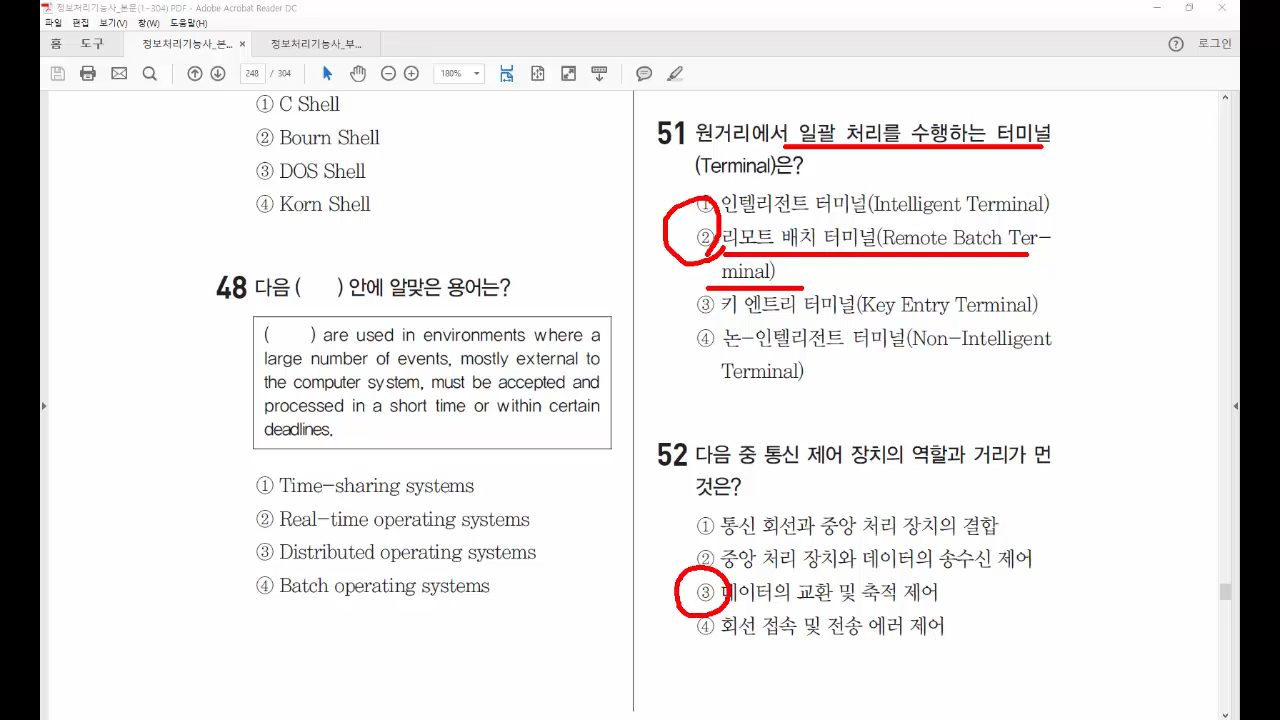 정보처리기능사_본문(1-304).PDF - Adobe Acrobat Reader DC
파일 편집 보기(V) 창(W) 도움말(H)
홈 도구 정보처리기능사_본... × 정보처리기능사_부... 로그인
248 / 304 180%
① C Shell
② Bourn Shell
③ DOS Shell
④ Korn Shell
48 다음 ( ) 안에 알맞은 용어는?
( ) are used in environments where a
large number of events, mostly external to
the computer system, must be accepted and
processed in a short time or within certain
deadlines.
① Time-sharing systems
② Real-time operating systems
③ Distributed operating systems
④ Batch operating systems
51 원거리에서 일괄 처리를 수행하는 터미널
(Terminal)은?
① 인텔리전트 터미널(Intelligent Terminal)
② 리모트 배치 터미널(Remote Batch Ter-
minal)
③ 키 엔트리 터미널(Key Entry Terminal)
④ 논-인텔리전트 터미널(Non-Intelligent
Terminal)
52 다음 중 통신 제어 장치의 역할과 거리가 먼
것은?
① 통신 회선과 중앙 처리 장치의 결합
② 중앙 처리 장치와 데이터의 송수신 제어
③ 데이터의 교환 및 축적 제어
④ 회선 접속 및 전송 에러 제어